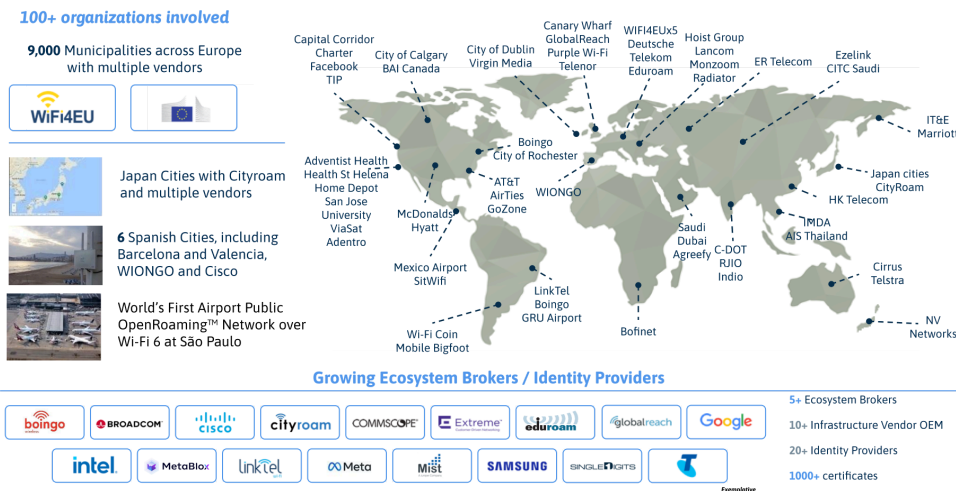 100+ organizations involved
9,000 Municipalities across Europe
with multiple vendors
WiFi4EU
Japan Cities with Cityroam
and multiple vendors
6 Spanish Cities, including
Barcelona and Valencia,
WIONGO and Cisco
World's First Airport Public
OpenRoaming™ Network over
Wi-Fi 6 at São Paulo
Capital Corridor
Charter
Facebook
TIP
City of Calgary
BAI Canada
City of Dublin
Virgin Media
Canary Wharf
GlobalReach
Purple Wi-Fi
Telenor
WIFI4EUx5
Deutsche
Telekom
Eduroam
Hoist Group
Lancom
Monzoom
Radiator
ER Telecom
Ezelink
CITC Saudi
IT&E
Marriott
Boingo
City of Rochester
Adventist Health
Health St Helena
Home Depot
San Jose
University
ViaSat
Adentro
AT&T
AirTies
GoZone
WIONGO
Japan cities
CityRoam
HK Telecom
McDonalds
Hyatt
Saudi
Dubai
Agreefy
C-DOT
RJIO
Indio
IMDA
AIS Thailand
Mexico Airport
SitWifi
LinkTel
Boingo
GRU Airport
Cirrus
Telstra
Wi-Fi Coin
Mobile Bigfoot
Bofinet
NV
Networks
Growing Ecosystem Brokers / Identity Providers
boingo
BROADCOM
CISCO
cityroam
COMMSCOPE
Extreme
eduroam
globalreach
Google
intel
MetaBlox
linktel
Meta
Mist
SAMSUNG
SINGLE DIGITS
T
5+ Ecosystem Brokers
10+ Infrastructure Vendor OEM
20+ Identity Providers
1000+ certificates
Exemplative